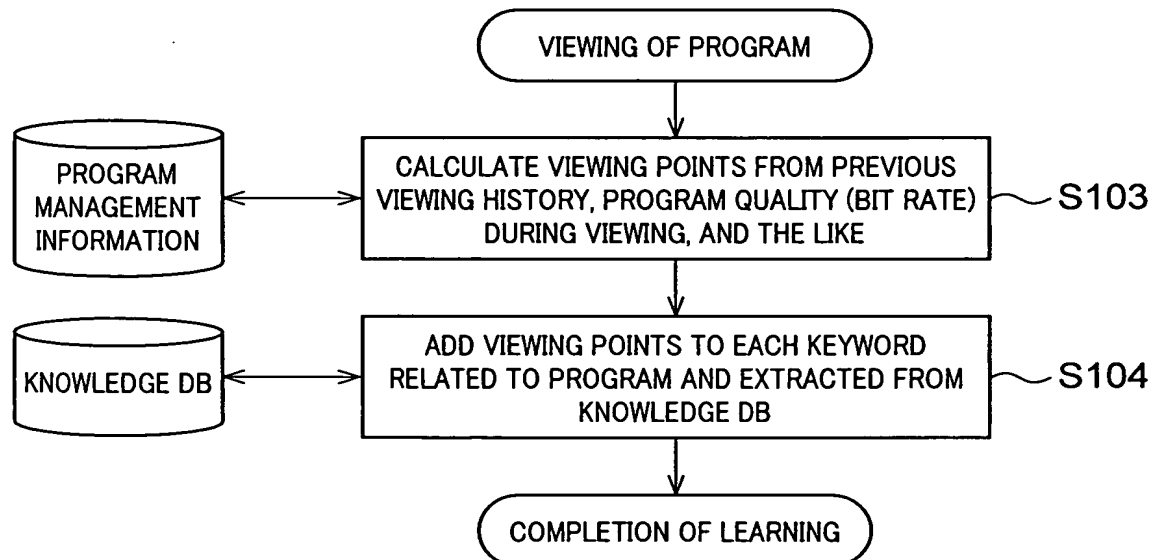 VIEWING OF PROGRAM
PROGRAM
MANAGEMENT
INFORMATION
CALCULATE VIEWING POINTS FROM PREVIOUS
VIEWING HISTORY, PROGRAM QUALITY (BIT RATE)
DURING VIEWING, AND THE LIKE
S103
KNOWLEDGE DB
ADD VIEWING POINTS TO EACH KEYWORD
RELATED TO PROGRAM AND EXTRACTED FROM
KNOWLEDGE DB
S104
COMPLETION OF LEARNING